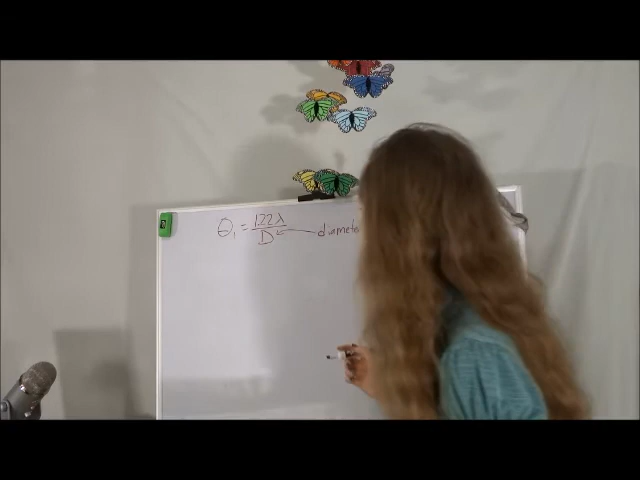 θ₁ = 1.22λ / D ← diamete